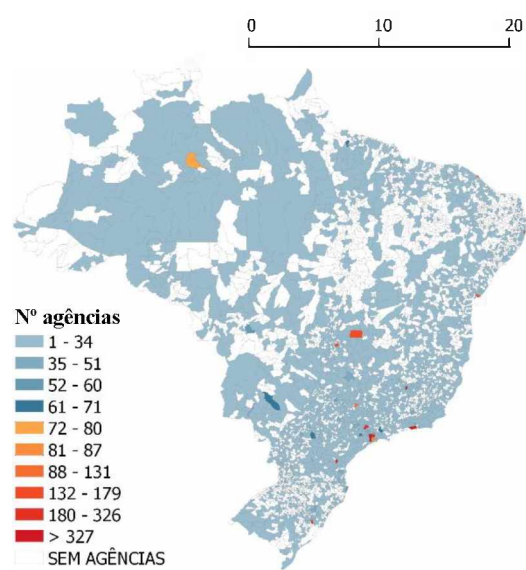 0 10 20
Nº agências
1 - 34
35 - 51
52 - 60
61 - 71
72 - 80
81 - 87
88 - 131
132 - 179
180 - 326
> 327
SEM AGÊNCIAS